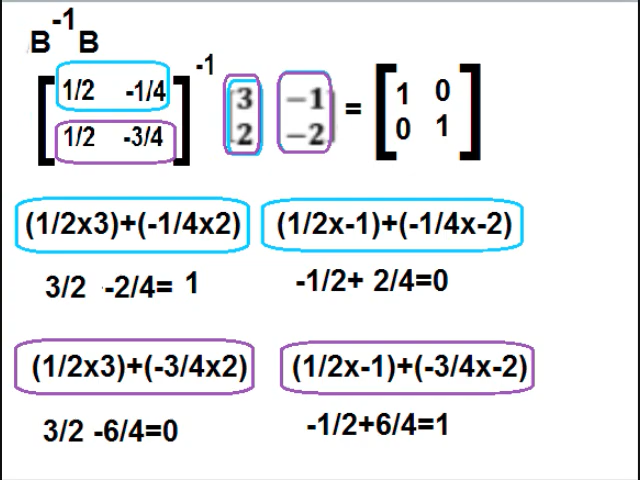 B⁻¹B
[1/2 -1/4]⁻¹ [3 -1] = [1 0]
[1/2 -3/4] [2 -2] [0 1]
(1/2x3)+(-1/4x2) (1/2x-1)+(-1/4x-2)
3/2 -2/4= 1 -1/2+ 2/4=0
(1/2x3)+(-3/4x2) (1/2x-1)+(-3/4x-2)
3/2 -6/4=0 -1/2+6/4=1